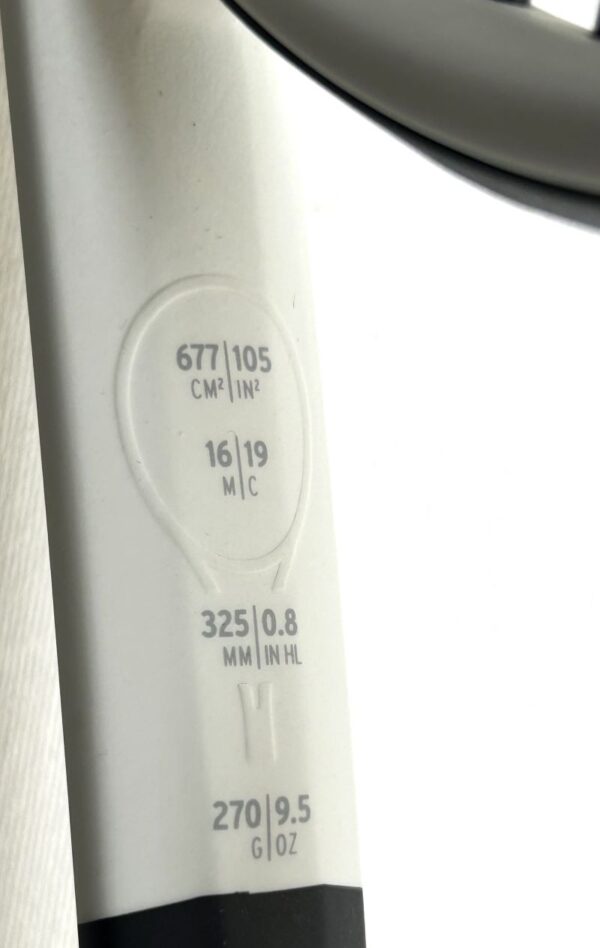 677|105
CM²|IN²
16|19
M|C
325|0.8
MM|IN HL
270|9.5
G|OZ